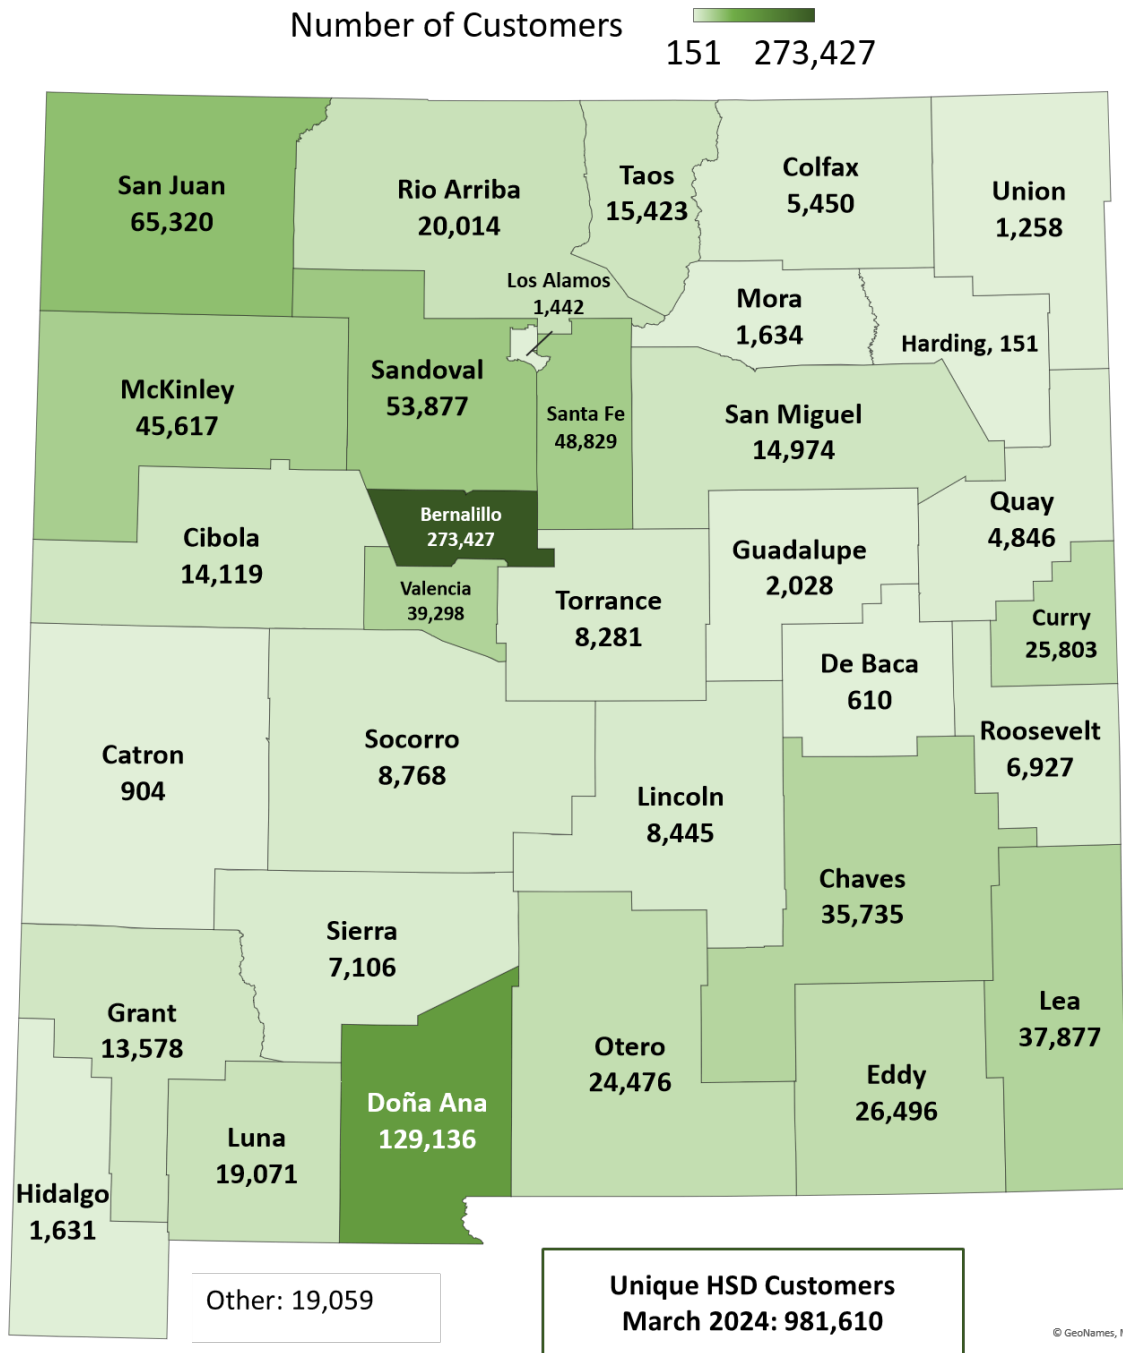 Number of Customers
151 273,427
San Juan
65,320
Rio Arriba
20,014
Taos
15,423
Colfax
5,450
Union
1,258
Los Alamos
1,442
Mora
1,634
Harding, 151
McKinley
45,617
Sandoval
53,877
Santa Fe
48,829
San Miguel
14,974
Quay
4,846
Cibola
14,119
Bernalillo
273,427
Valencia
39,298
Torrance
8,281
Guadalupe
2,028
Curry
25,803
De Baca
610
Roosevelt
6,927
Catron
904
Socorro
8,768
Lincoln
8,445
Chaves
35,735
Sierra
7,106
Grant
13,578
Lea
37,877
Otero
24,476
Eddy
26,496
Doña Ana
129,136
Luna
19,071
Hidalgo
1,631
Other: 19,059
Unique HSD Customers
March 2024: 981,610
© GeoNames,